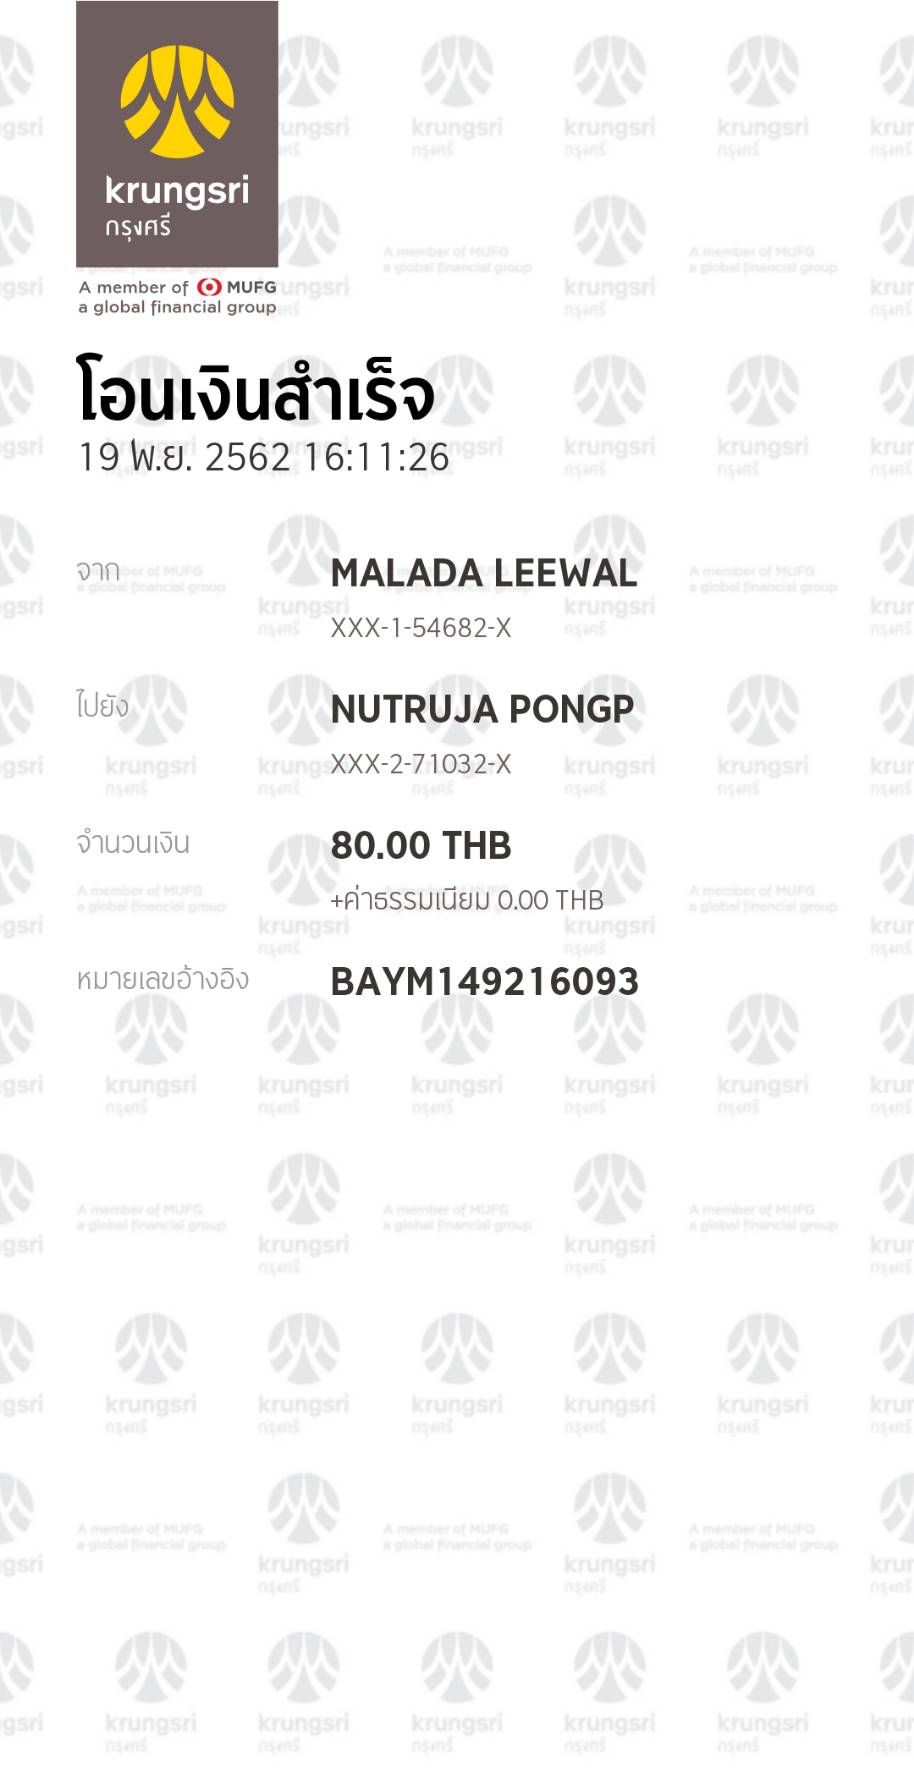 krungsri
กรุงศรี
A member of MUFG
a global financial group
โอนเงินสำเร็จ
19 พ.ย. 2562 16:11:26
จาก
MALADA LEEWAL
XXX-1-54682-X
ไปยัง
NUTRUJA PONGP
XXX-2-71032-X
จำนวนเงิน
80.00 THB
+ค่าธรรมเนียม 0.00 THB
หมายเลขอ้างอิง
BAYM149216093